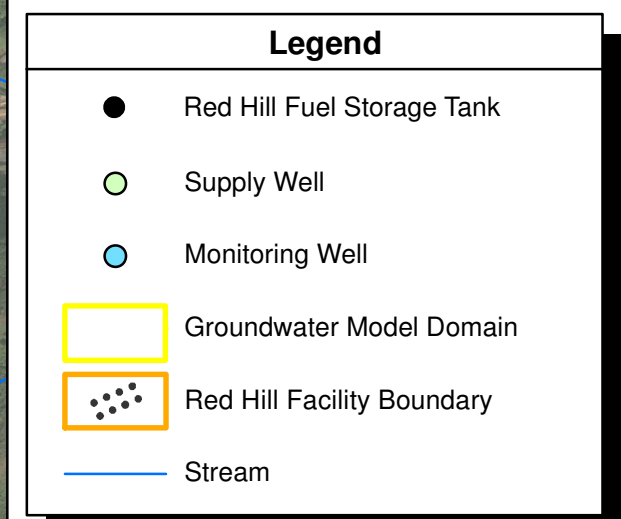 Legend
Red Hill Fuel Storage Tank
Supply Well
Monitoring Well
Groundwater Model Domain
Red Hill Facility Boundary
Stream